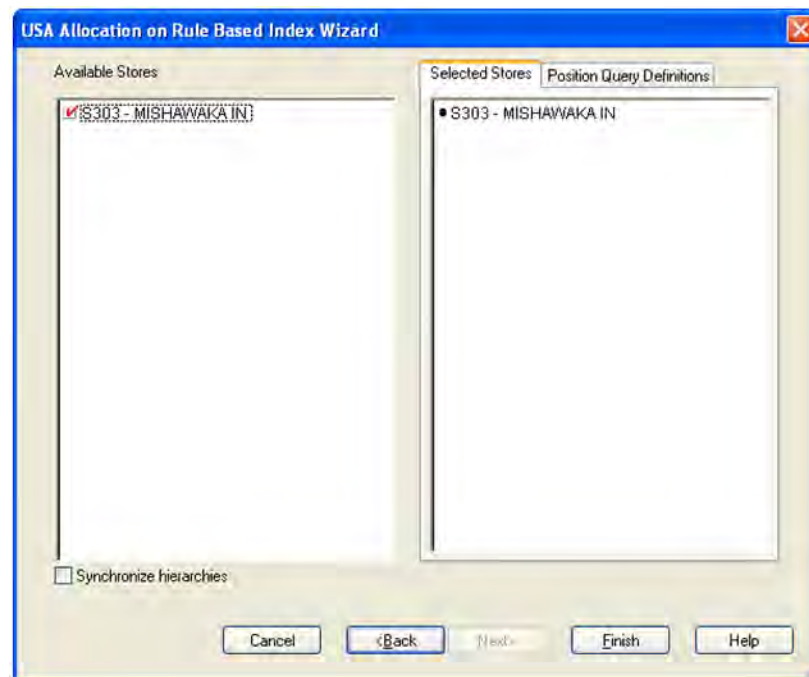 USA Allocation on Rule Based Index Wizard
Available Stores
Selected Stores
Position Query Definitions
S303 - MISHAWAKA IN
S303 - MISHAWAKA IN
Synchronize hierarchies
Cancel
<Back
Next>
Finish
Help